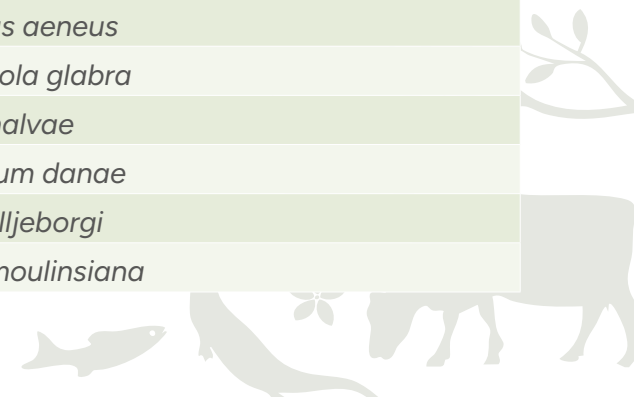 s aeneus
ola glabra
alvae
um danae
lljeborgi
moulinsiana